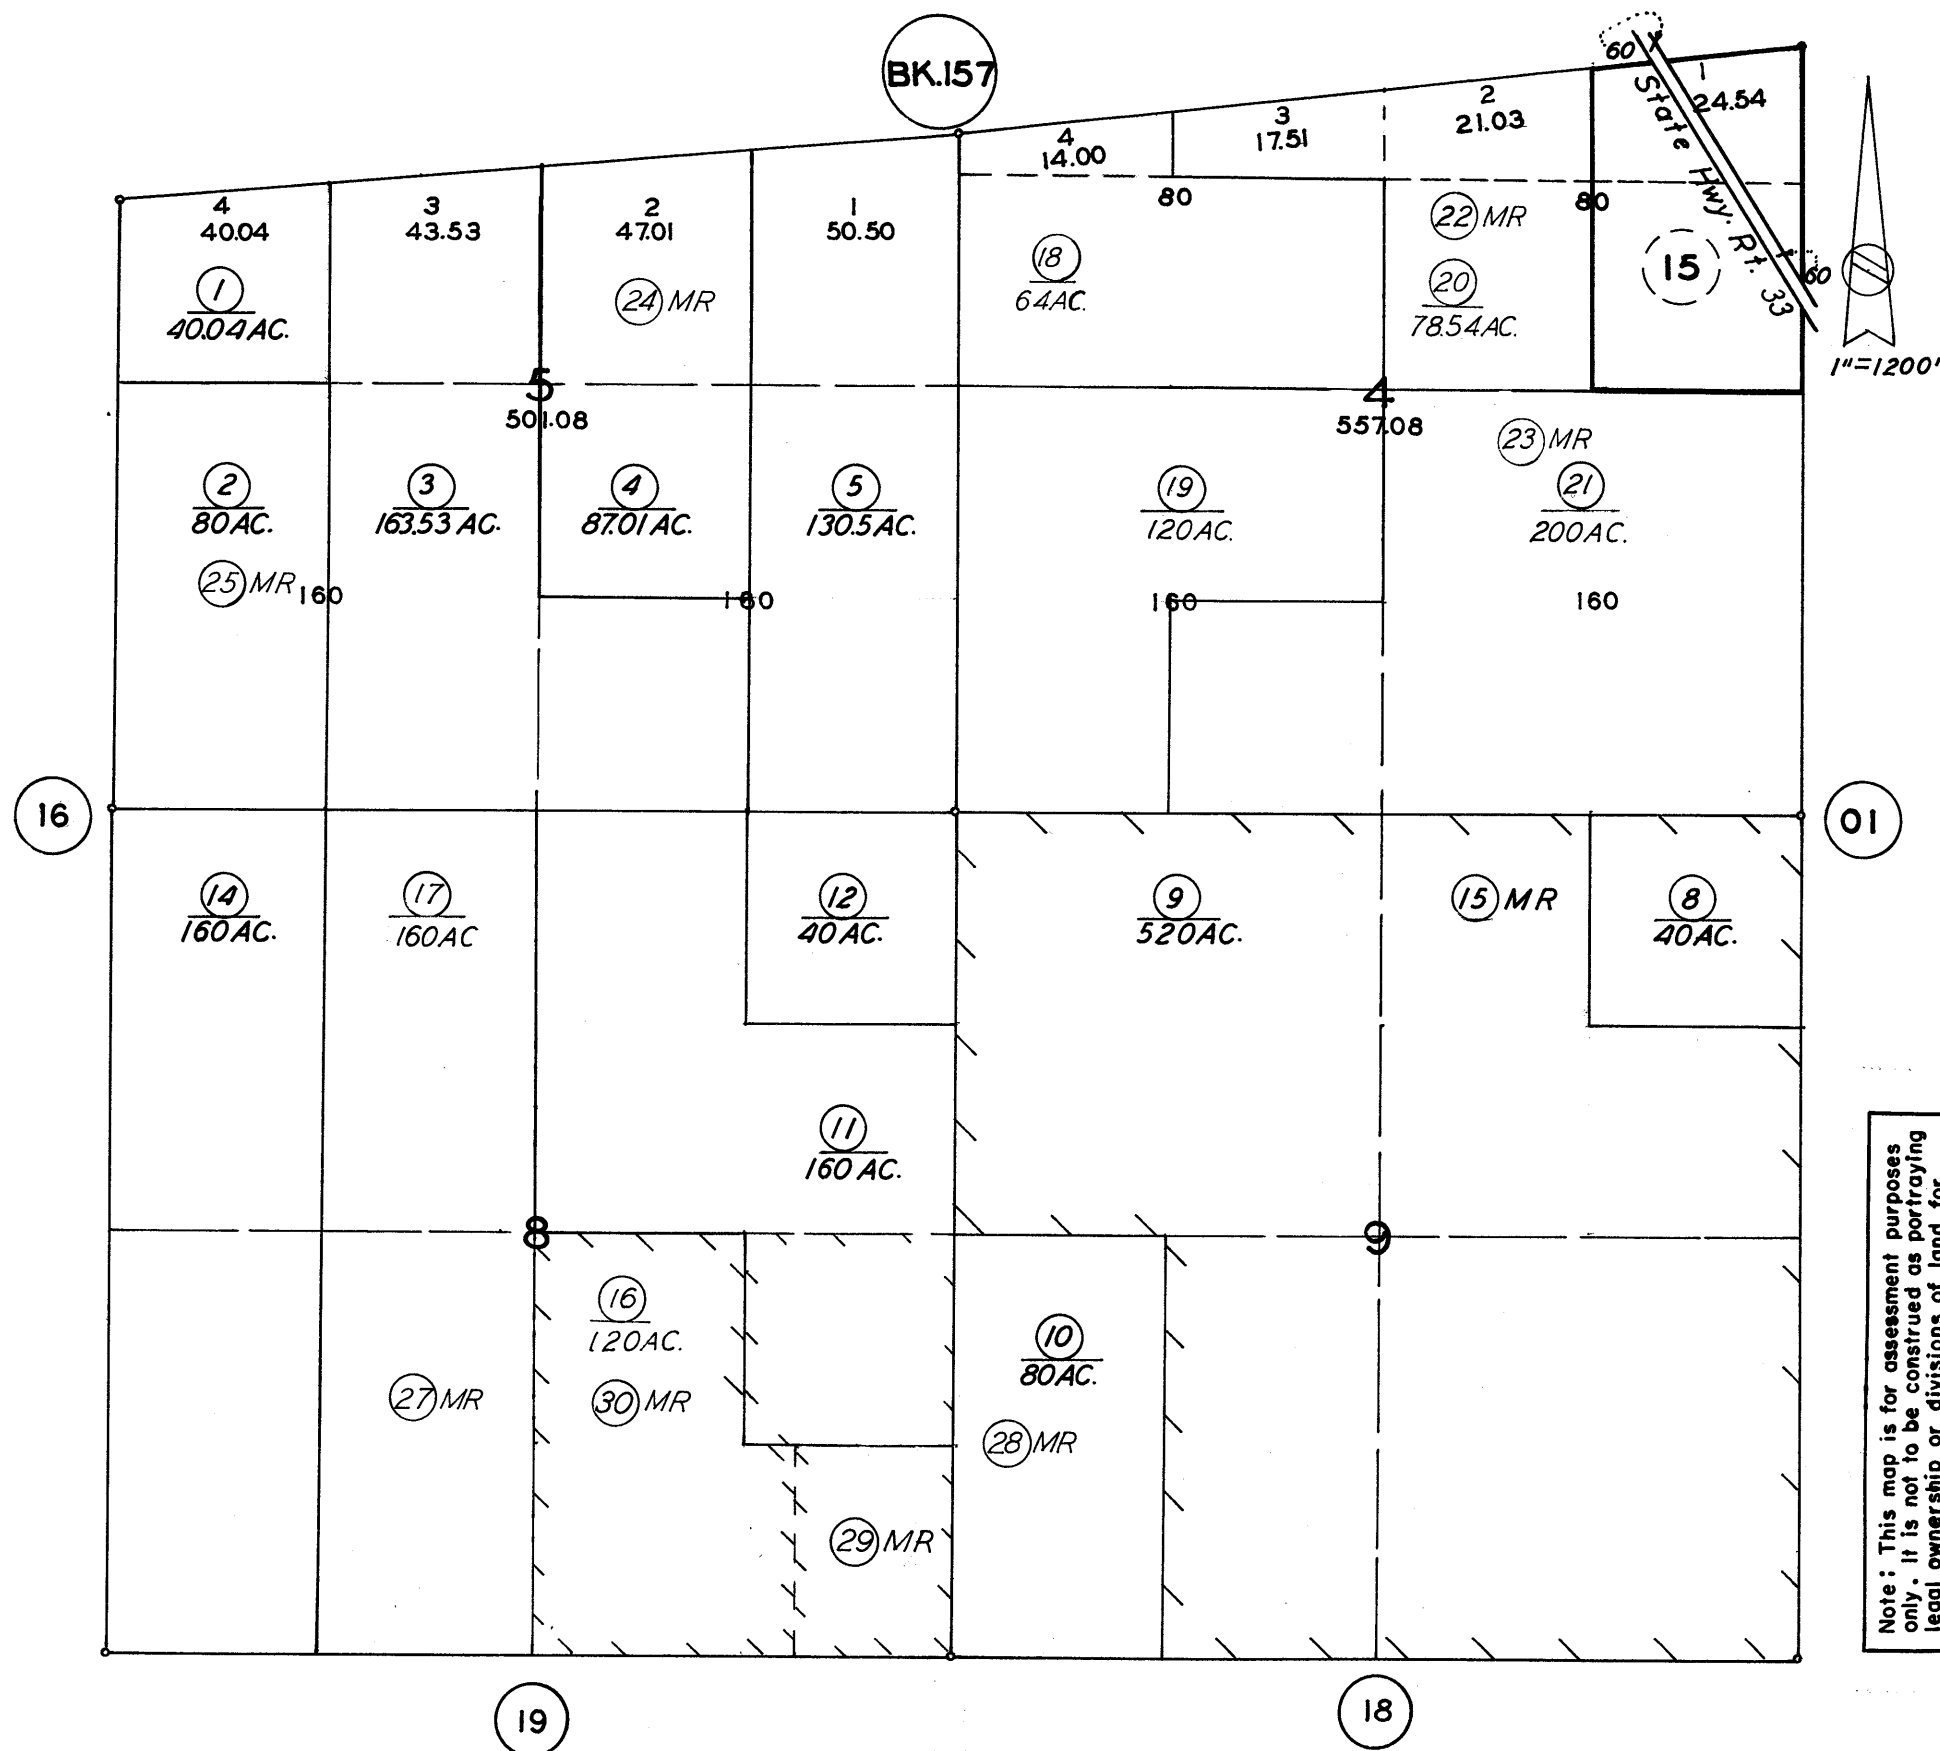 BK.157
60
State Hwy. Rt. 33
1
24.54
2
21.03
3
17.51
4
14.00
80
80
4
40.04
3
43.53
2
47.01
1
50.50
1
40.04 AC.
24 MR
18
64 AC.
22 MR
20
78.54 AC.
15
60
1"=1200'
5
501.08
4
557.08
23 MR
2
80 AC.
3
163.53 AC.
4
87.01 AC.
5
130.5 AC.
19
120 AC.
21
200 AC.
25 MR
160
160
160
160
16
01
14
160 AC.
17
160 AC
12
40 AC.
9
520 AC.
15 MR
8
40 AC.
11
160 AC.
8
9
16
120 AC.
10
80 AC.
27 MR
30 MR
28 MR
29 MR
19
18
Note: This map is for assessment purposes
only. It is not to be construed as portraying
legal ownership or divisions of land for